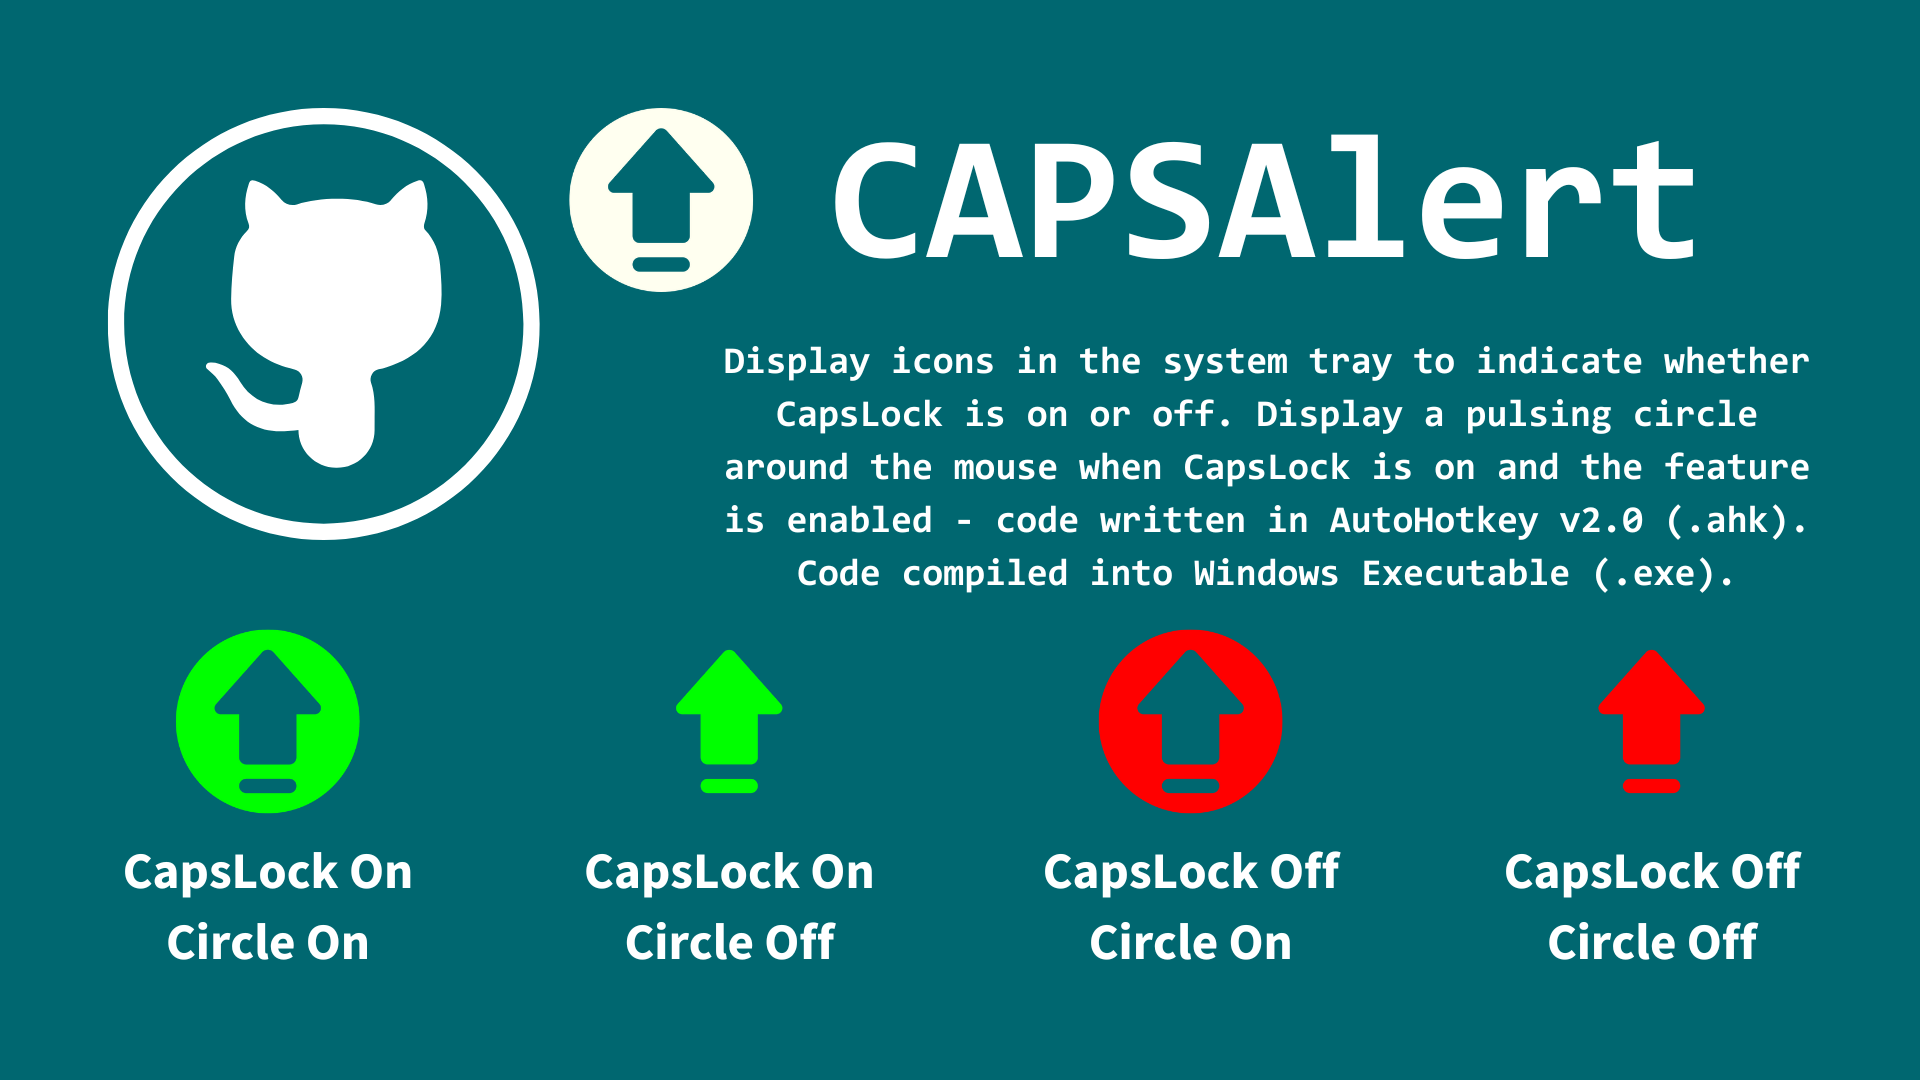 CAPSAlert
Display icons in the system tray to indicate whether
CapsLock is on or off. Display a pulsing circle
around the mouse when CapsLock is on and the feature
is enabled - code written in AutoHotkey v2.0 (.ahk).
Code compiled into Windows Executable (.exe).
CapsLock On
Circle On
CapsLock On
Circle Off
CapsLock Off
Circle On
CapsLock Off
Circle Off